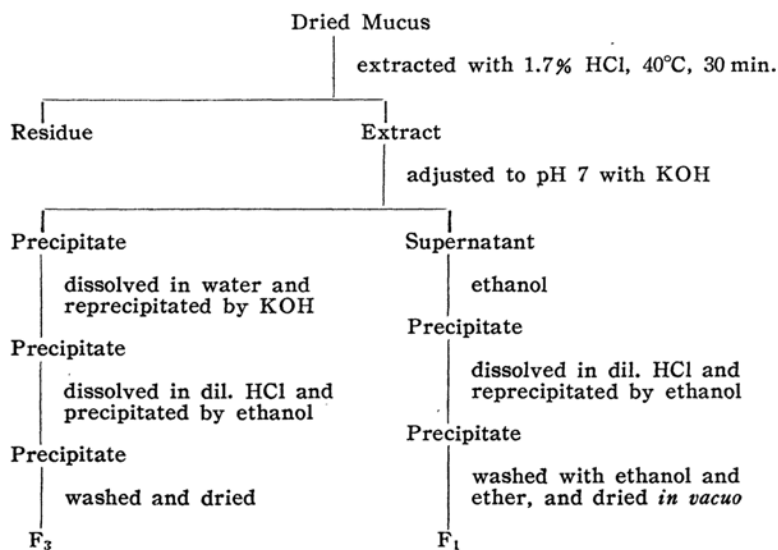 Dried Mucus
extracted with 1.7% HCl, 40°C, 30 min.
Residue
Extract
adjusted to pH 7 with KOH
Precipitate
dissolved in water and
reprecipitated by KOH
Precipitate
dissolved in dil. HCl and
precipitated by ethanol
Precipitate
washed and dried
F₃
Supernatant
ethanol
Precipitate
dissolved in dil. HCl and
reprecipitated by ethanol
Precipitate
washed with ethanol and
ether, and dried in vacuo
F₁